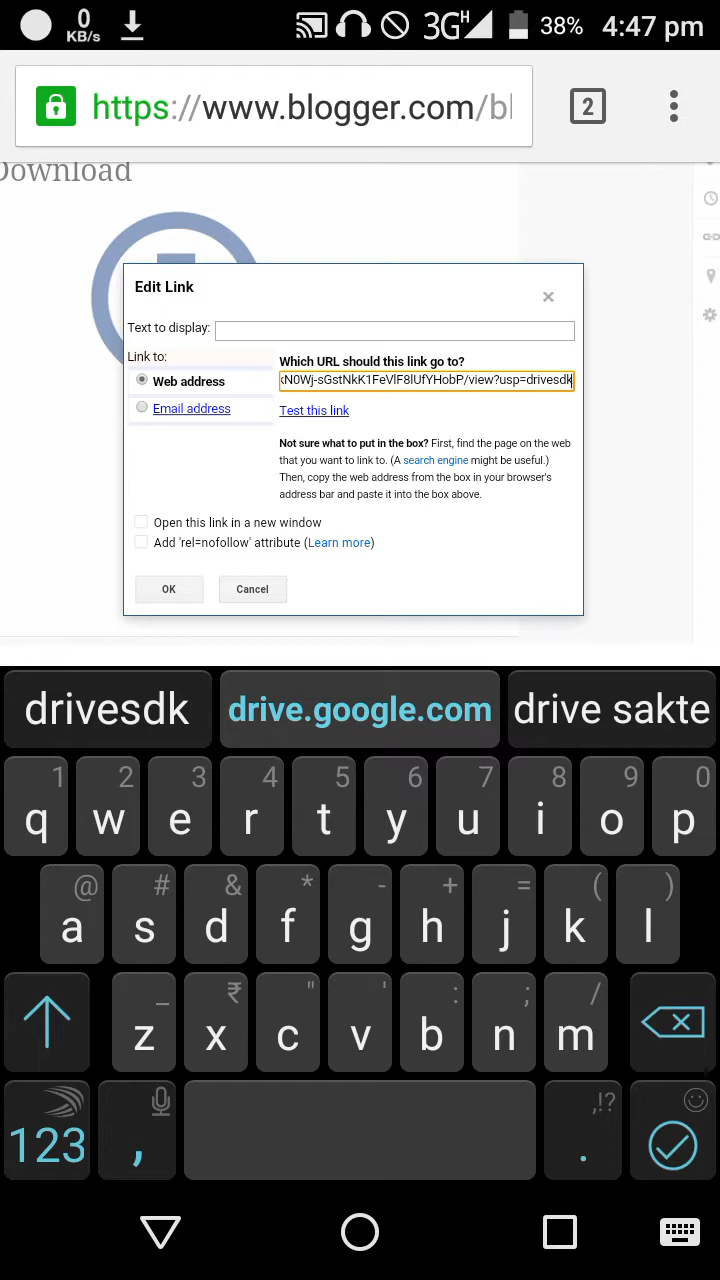 0
KB/s
3G H
38%
4:47 pm
https://www.blogger.com/bl
2
Download
Edit Link
Text to display:
Link to:
Web address
Email address
Which URL should this link go to?
N0Wj-sGstNkK1FeVlF8lUfYHobP/view?usp=drivesdk
Test this link
Not sure what to put in the box? First, find the page on the web
that you want to link to. (A search engine might be useful.)
Then, copy the web address from the box in your browser's
address bar and paste it into the box above.
Open this link in a new window
Add 'rel=nofollow' attribute (Learn more)
OK Cancel
drivesdk drive.google.com drive sakte
1 2 3 4 5 6 7 8 9 0
q w e r t y u i o p
@ # & * - + = ( )
a s d f g h j k l
_ ₹ " ' : ; /
z x c v b n m
,!?
123 , .